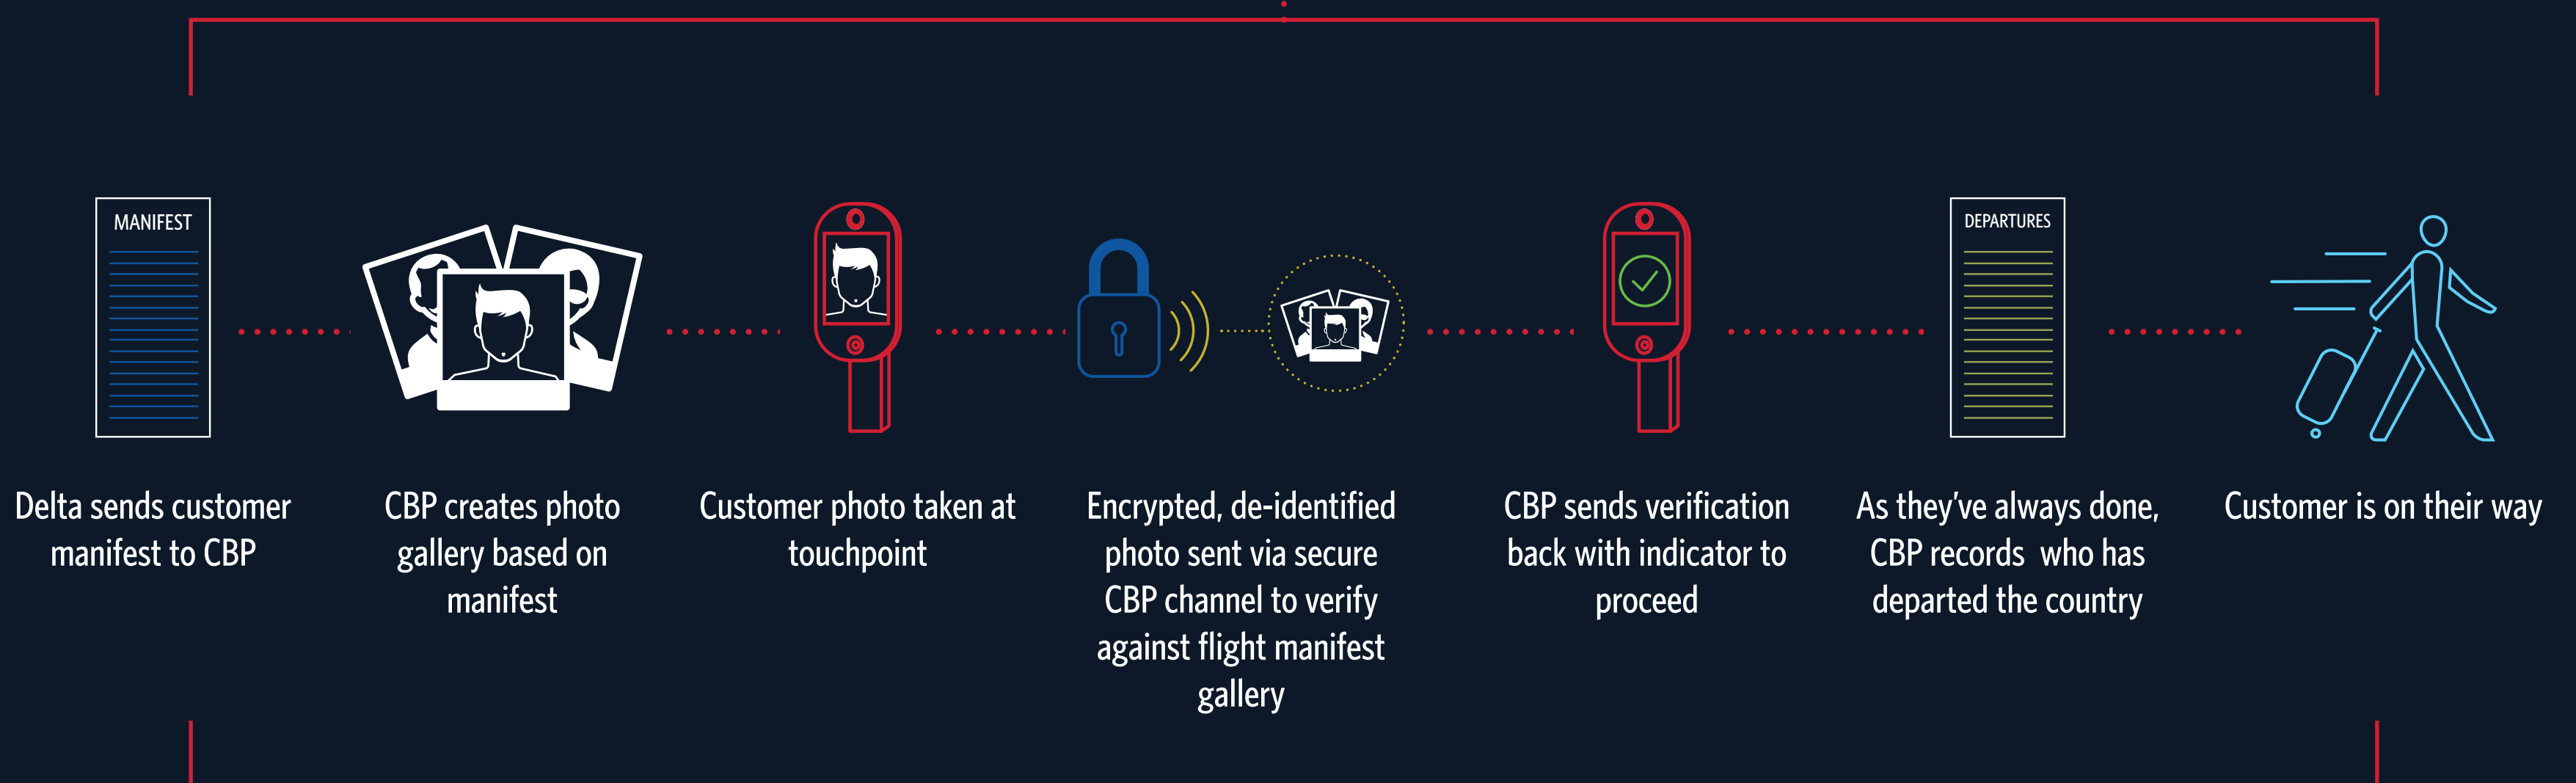 MANIFEST
DEPARTURES
Delta sends customer
manifest to CBP
CBP creates photo
gallery based on
manifest
Customer photo taken at
touchpoint
Encrypted, de-identified
photo sent via secure
CBP channel to verify
against flight manifest
gallery
CBP sends verification
back with indicator to
proceed
As they’ve always done,
CBP records  who has
departed the country
Customer is on their way